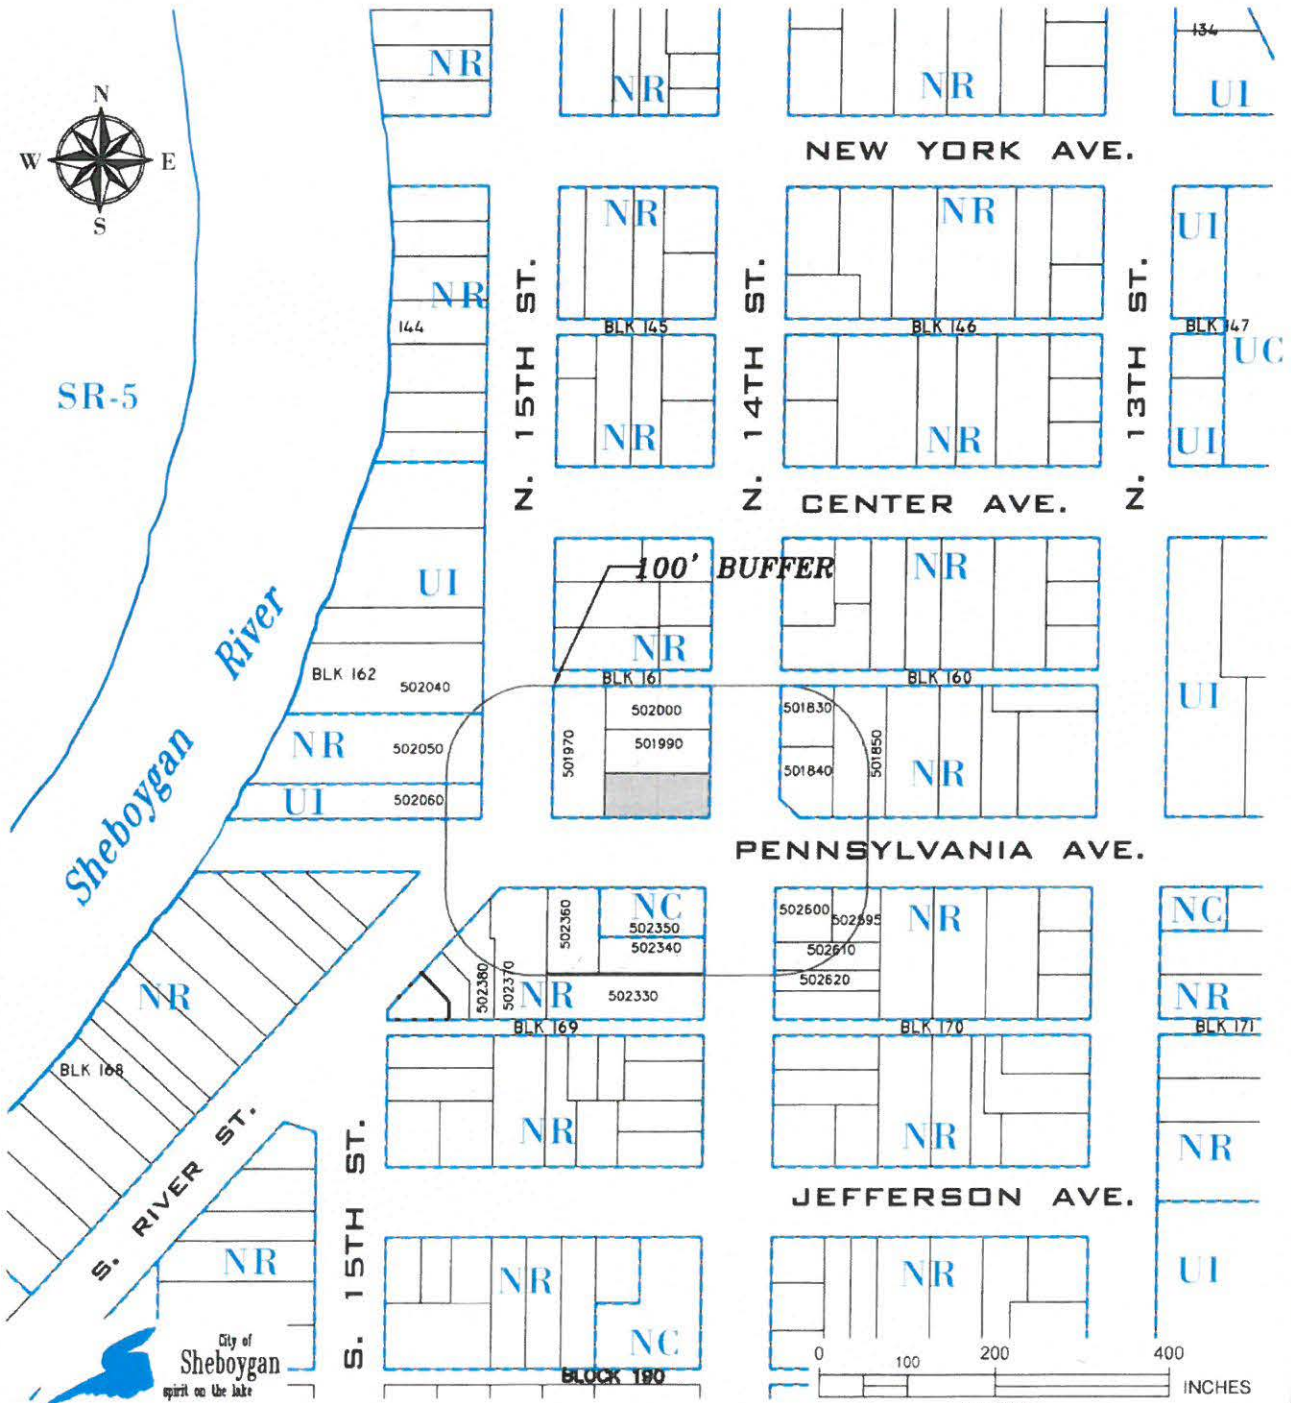 NR
NR
NR
134
UI
N
W E
S
NEW YORK AVE.
NR
NR
NR
UI
144
BLK 145
BLK 146
BLK 147
UC
SR-5
NR
NR
UI
N. 15TH ST.
N. 14TH ST.
N. 13TH ST.
CENTER AVE.
100' BUFFER
NR
UI
NR
Sheboygan River
BLK 162
502040
BLK 161
BLK 160
UI
502000
501830
NR
502050
501970
501990
501840
501850
NR
UI
502060
PENNSYLVANIA AVE.
NC
502360
502350
502340
502600
502595
NR
NC
502610
502380
502370
NR
502330
502620
NR
NR
BLK 169
BLK 170
BLK 171
BLK 168
NR
NR
NR
S. RIVER ST.
S. 15TH ST.
JEFFERSON AVE.
NR
NR
NR
UI
NC
City of
Sheboygan
spirit on the lake
BLOCK 190
0 100 200 400
INCHES